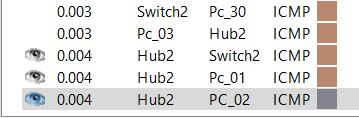 0.003 Switch2 Pc_30 ICMP
0.003 Pc_03 Hub2 ICMP
0.004 Hub2 Switch2 ICMP
0.004 Hub2 Pc_01 ICMP
0.004 Hub2 PC_02 ICMP